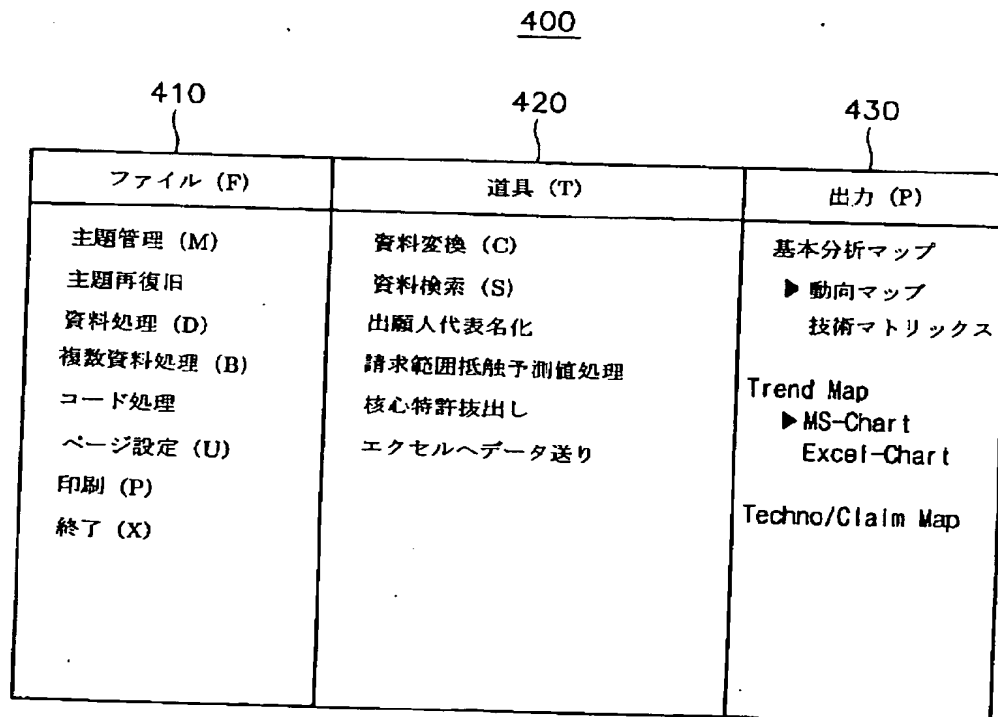 400
410
420
430
ファイル (F)
道具 (T)
出力 (P)
主題管理 (M)
主題再復旧
資料処理 (D)
複数資料処理 (B)
コード処理
ページ設定 (U)
印刷 (P)
終了 (X)
資料変換 (C)
資料検索 (S)
出願人代表名化
請求範囲抵触予測値処理
核心特許抜出し
エクセルへデータ送り
基本分析マップ
▶ 動向マップ
技術マトリックス
Trend Map
▶MS-Chart
Excel-Chart
Techno/Claim Map